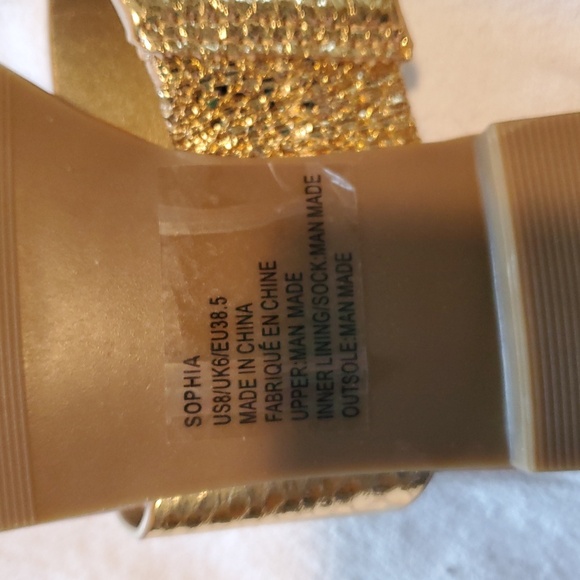 SOPHIA
US8/UK6/EU38.5
MADE IN CHINA
FABRIQUÉ EN CHINE
UPPER:MAN MADE
INNER LINING/SOCK:MAN MADE
OUTSOLE:MAN MADE